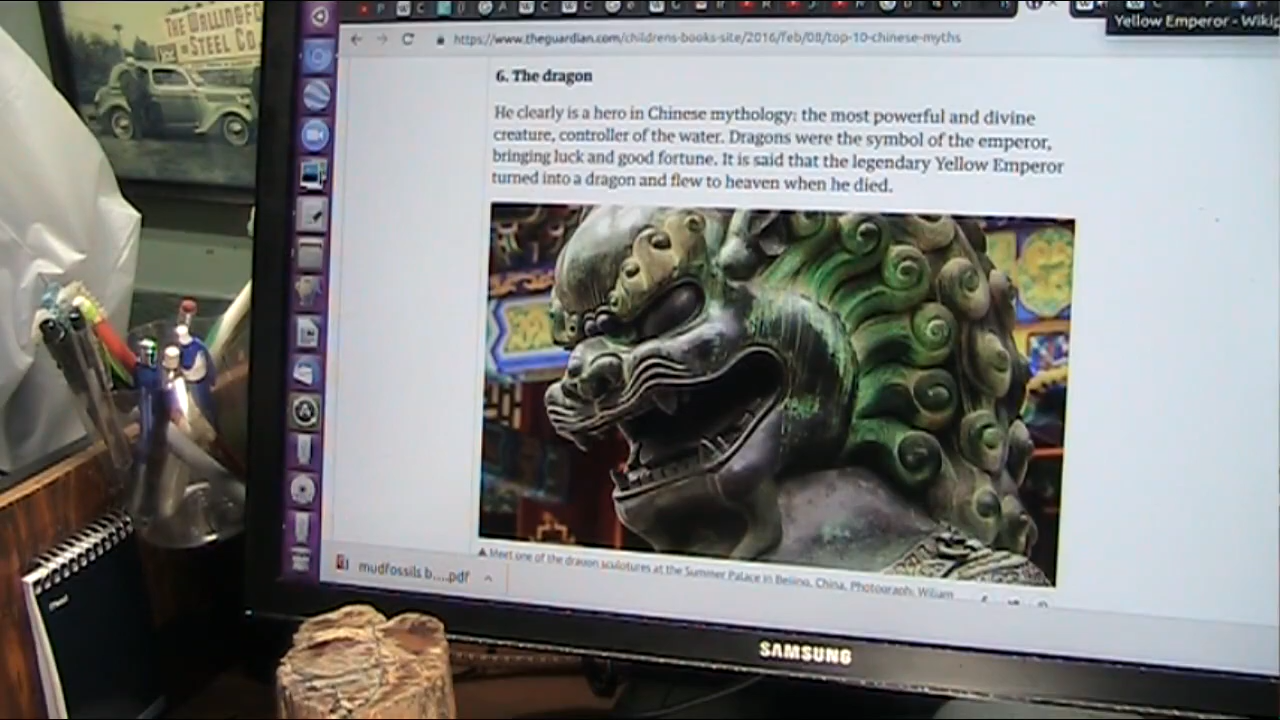 THE WALLINGFO
STEEL CO.
Yellow Emperor - Wikip
https://www.theguardian.com/childrens-books-site/2016/feb/08/top-10-chinese-myths
6. The dragon
He clearly is a hero in Chinese mythology: the most powerful and divine
creature, controller of the water. Dragons were the symbol of the emperor,
bringing luck and good fortune. It is said that the legendary Yellow Emperor
turned into a dragon and flew to heaven when he died.
Meet one of the dragon sculptures at the Summer Palace in Beijing, China. Photograph: William
mudfossils b....pdf
SAMSUNG